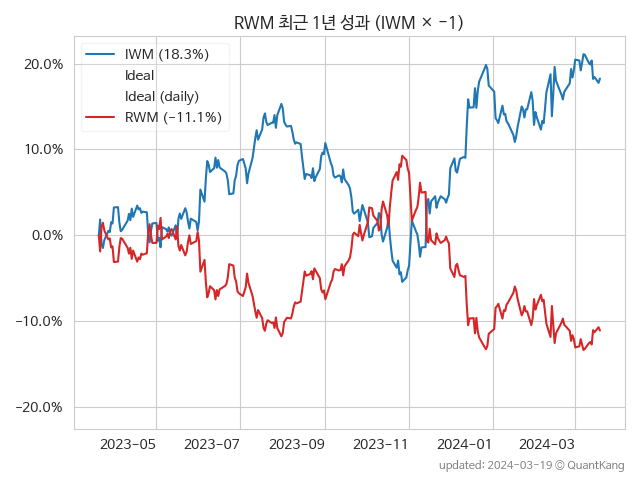 RWM 최근 1년 성과 (IWM × −1)
IWM (18.3%)
Ideal
Ideal (daily)
RWM (−11.1%)
20.0%
10.0%
0.0%
−10.0%
−20.0%
2023−05
2023−07
2023−09
2023−11
2024−01
2024−03
updated: 2024−03−19 © QuantKang